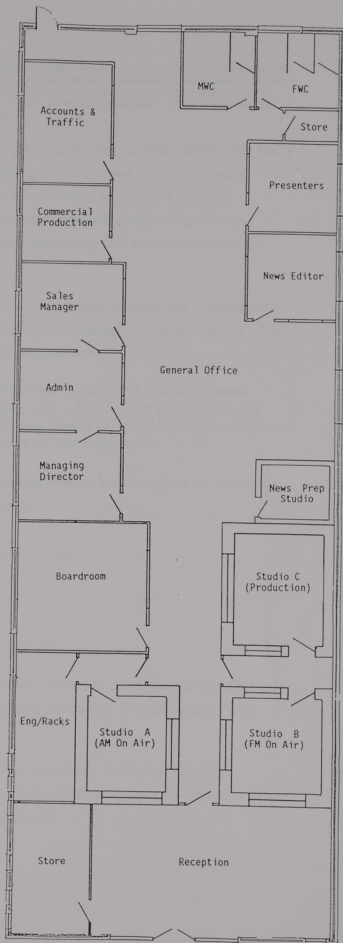 MWC
FWC
Accounts &
Traffic
Store
Presenters
Commercial
Production
News Editor
Sales
Manager
General Office
Admin
Managing
Director
News Prep
Studio
Boardroom
Studio C
(Production)
Eng/Racks
Studio A
(AM On Air)
Studio B
(FM On Air)
Store
Reception